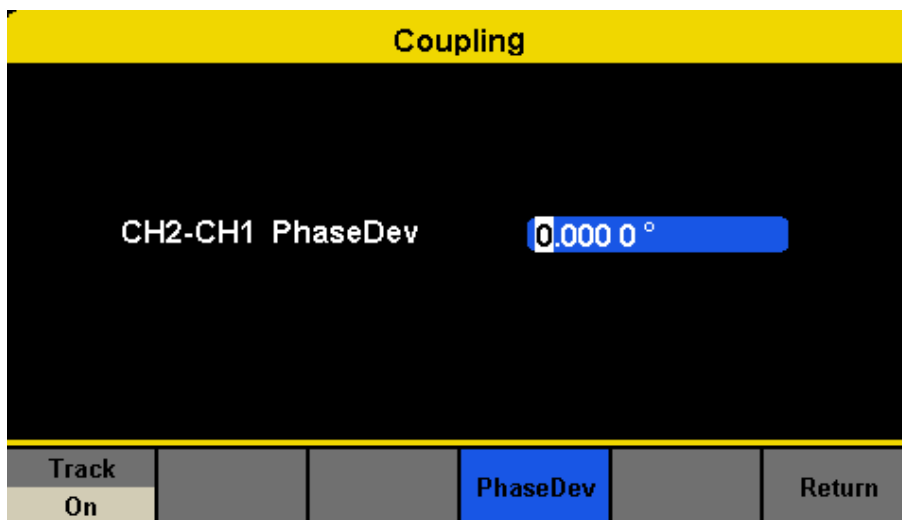 Coupling
CH2-CH1 PhaseDev 0.000 0 °
Track
On
PhaseDev
Return